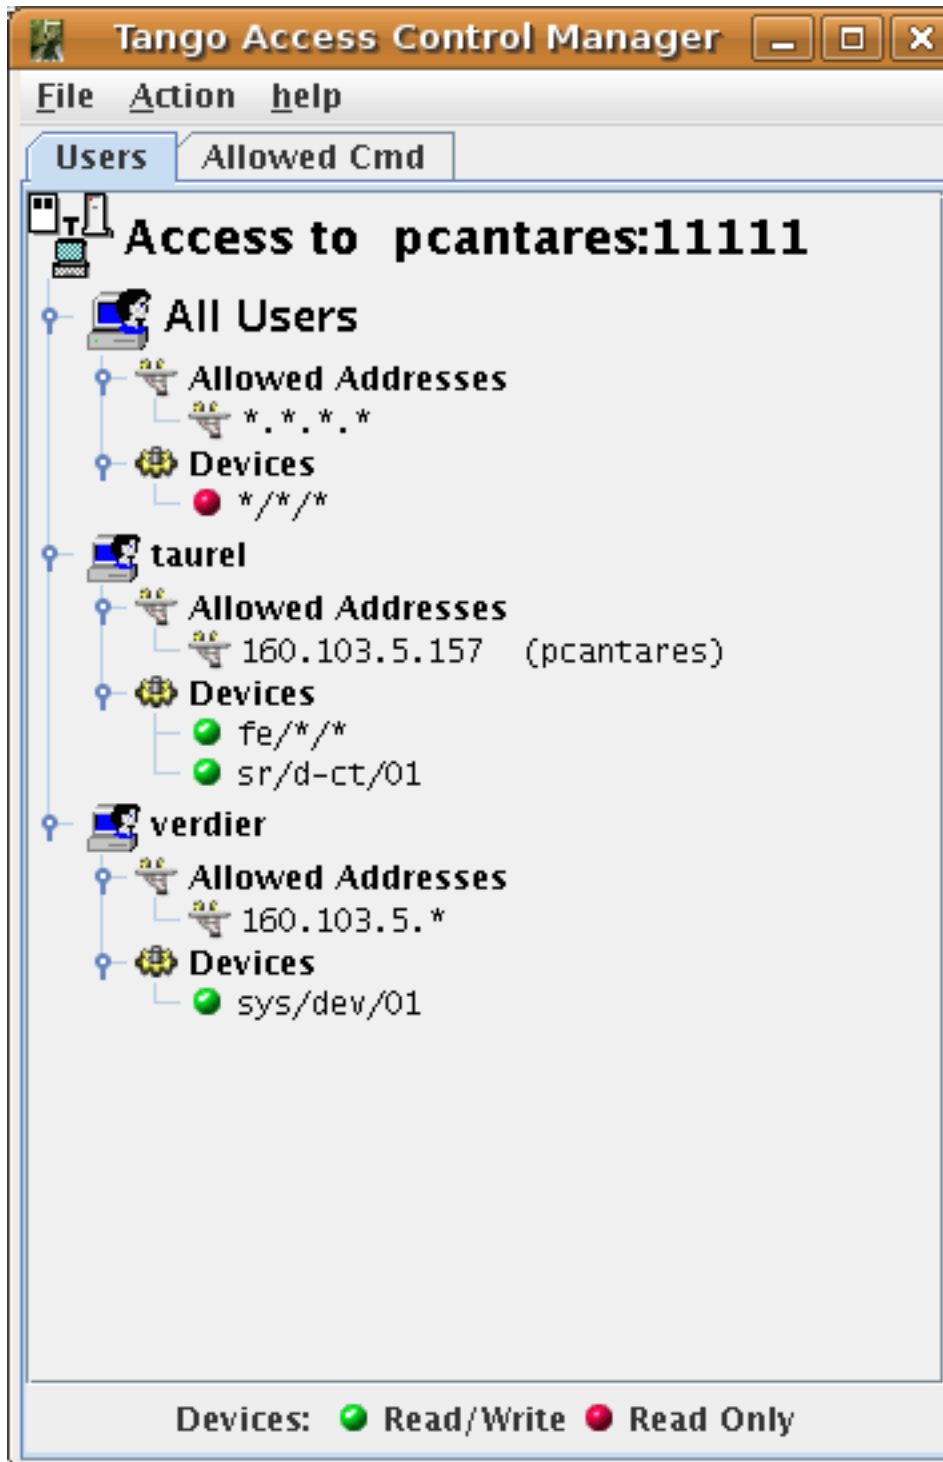 Tango Access Control Manager
File Action help
Users Allowed Cmd
Access to pcantares:11111
All Users
Allowed Addresses
*.*.*.*
Devices
*/*/*
taurel
Allowed Addresses
160.103.5.157 (pcantares)
Devices
fe/*/*
sr/d-ct/01
verdier
Allowed Addresses
160.103.5.*
Devices
sys/dev/01
Devices: Read/Write Read Only